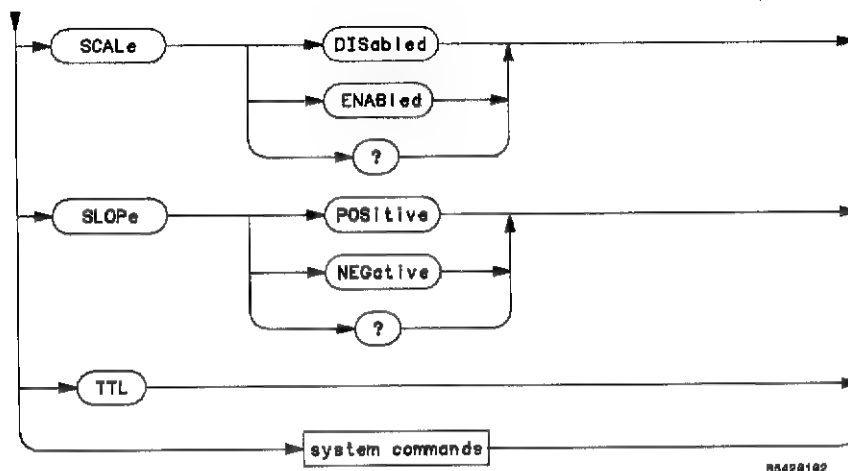 SCALe
DISabled
ENABled
?
SLOPe
POSitive
NEGative
?
TTL
system commands